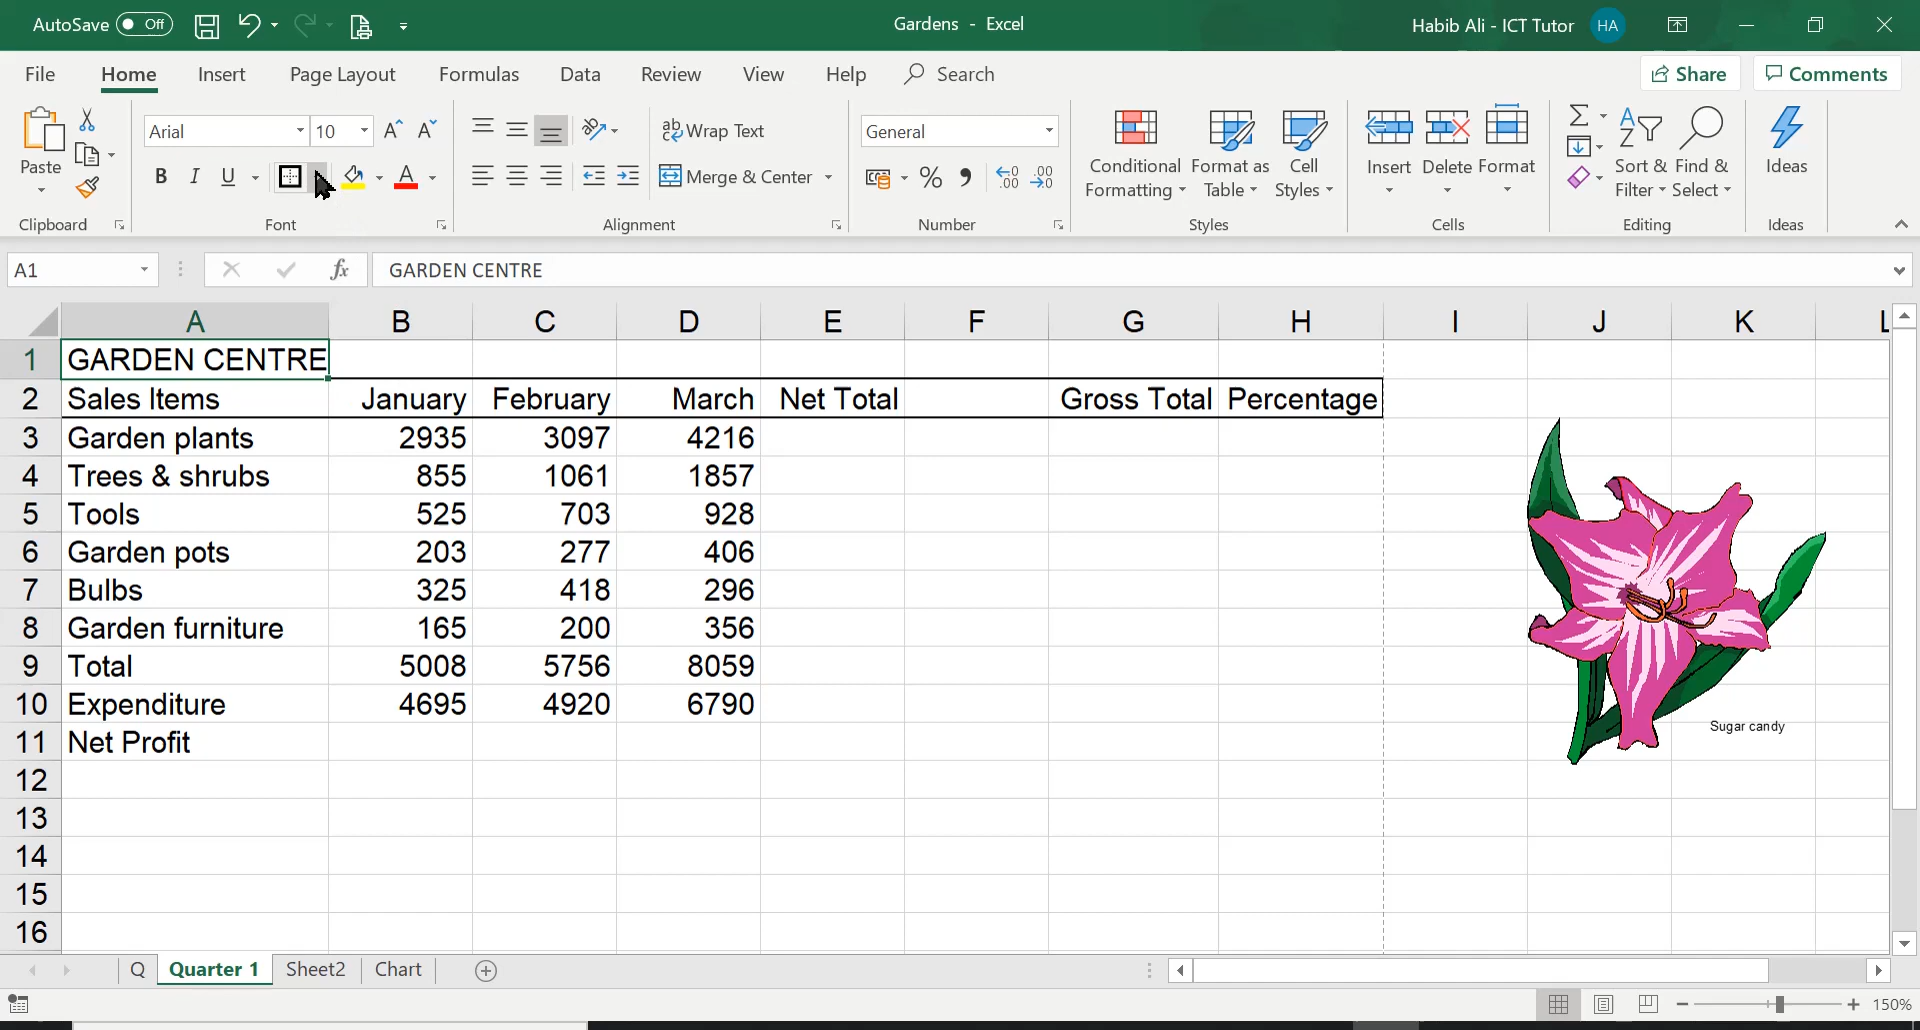 AutoSave Off Gardens - Excel Habib Ali - ICT Tutor HA
File Home Insert Page Layout Formulas Data Review View Help Search Share Comments
Paste
Clipboard
Arial 10
B I U A
Font
ab Wrap Text
Merge & Center
Alignment
General
% 9 .00 .00
Number
Conditional Formatting
Format as Table
Cell Styles
Styles
Insert Delete Format
Cells
Sort & Filter
Find & Select
Editing
Ideas
Ideas
A1 fx GARDEN CENTRE
A B C D E F G H I J K L
1 GARDEN CENTRE
2 Sales Items January February March Net Total Gross Total Percentage
3 Garden plants 2935 3097 4216
4 Trees & shrubs 855 1061 1857
5 Tools 525 703 928
6 Garden pots 203 277 406
7 Bulbs 325 418 296
8 Garden furniture 165 200 356
9 Total 5008 5756 8059
10 Expenditure 4695 4920 6790
11 Net Profit
Sugar candy
12
13
14
15
16
Q Quarter 1 Sheet2 Chart
150%